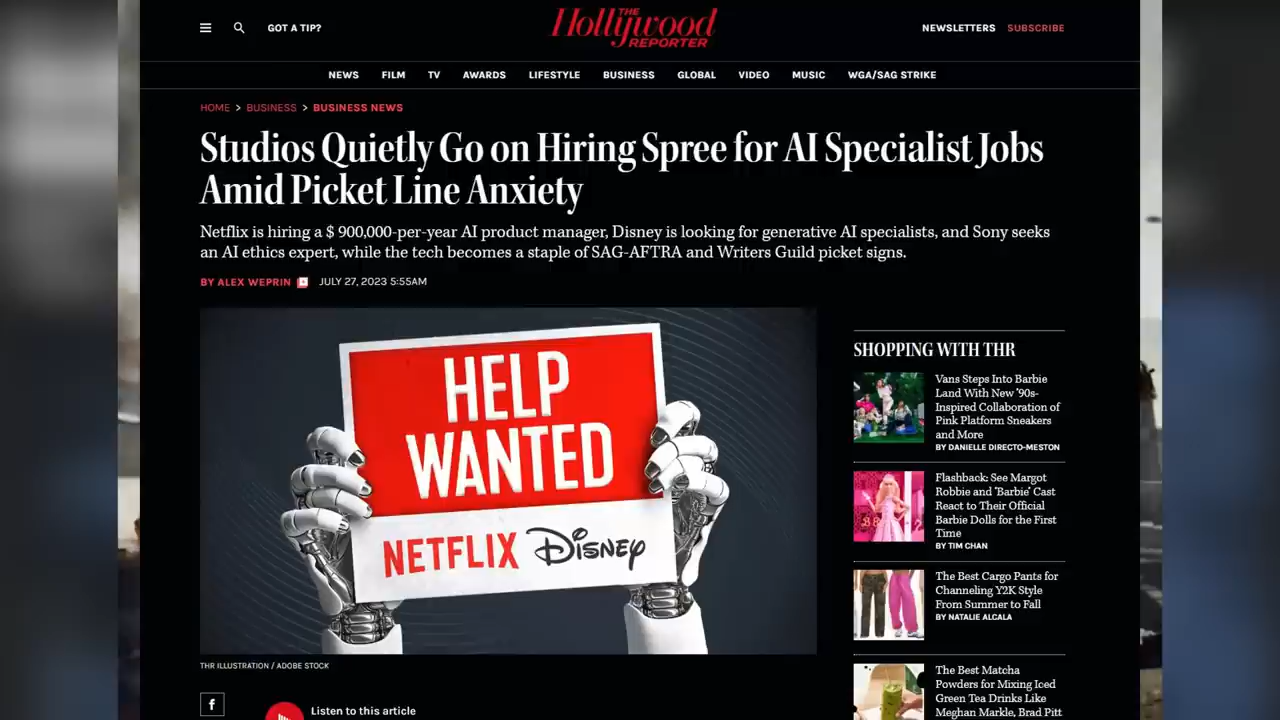 GOT A TIP?
THE
Hollywood
REPORTER
NEWSLETTERS SUBSCRIBE
NEWS FILM TV AWARDS LIFESTYLE BUSINESS GLOBAL VIDEO MUSIC WGA/SAG STRIKE
HOME > BUSINESS > BUSINESS NEWS
Studios Quietly Go on Hiring Spree for AI Specialist Jobs
Amid Picket Line Anxiety
Netflix is hiring a $ 900,000-per-year AI product manager, Disney is looking for generative AI specialists, and Sony seeks
an AI ethics expert, while the tech becomes a staple of SAG-AFTRA and Writers Guild picket signs.
BY ALEX WEPRIN JULY 27, 2023 5:55AM
HELP
WANTED
NETFLIX Disney
THR ILLUSTRATION / ADOBE STOCK
f
Listen to this article
SHOPPING WITH THR
Vans Steps Into Barbie
Land With New '90s-
Inspired Collaboration of
Pink Platform Sneakers
and More
BY DANIELLE DIRECTO-MESTON
Flashback: See Margot
Robbie and 'Barbie' Cast
React to Their Official
Barbie Dolls for the First
Time
BY TIM CHAN
The Best Cargo Pants for
Channeling Y2K Style
From Summer to Fall
BY NATALIE ALCALA
The Best Matcha
Powders for Mixing Iced
Green Tea Drinks Like
Meghan Markle, Brad Pitt